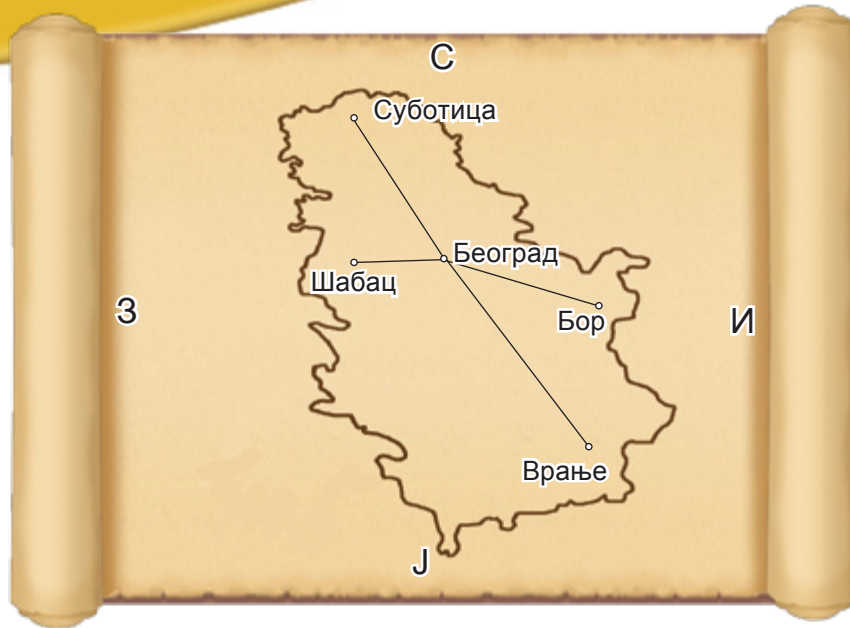 С
Суботица
Београд
Шабац
З
И
Бор
Врање
Ј